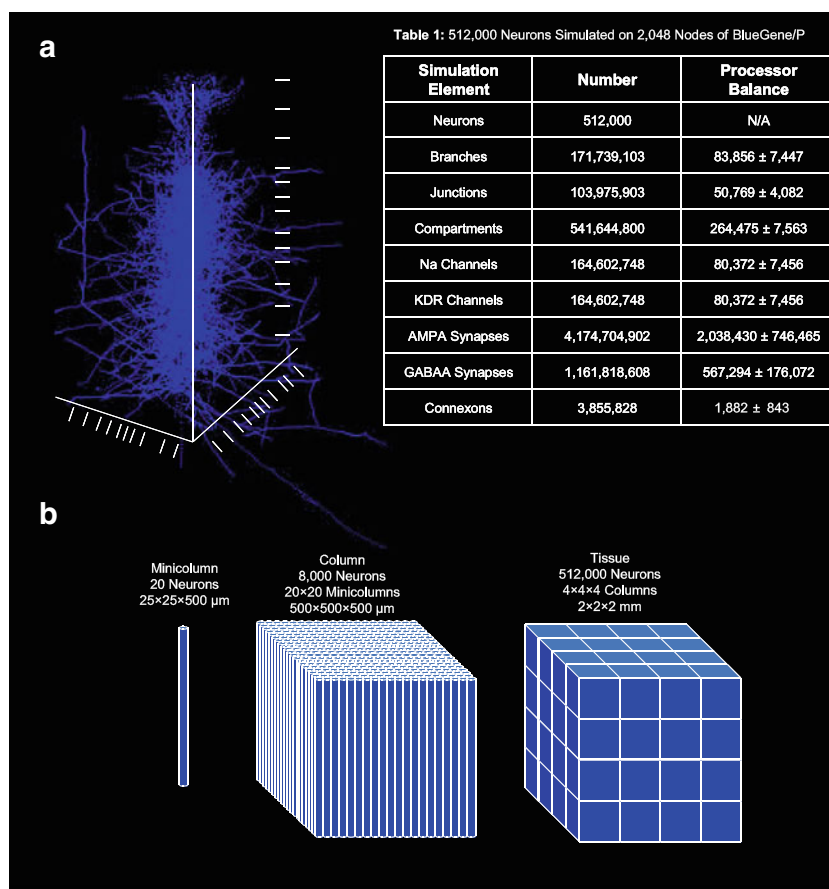 a
Table 1: 512,000 Neurons Simulated on 2,048 Nodes of BlueGene/P
Simulation Element Number Processor Balance
Neurons 512,000 N/A
Branches 171,739,103 83,856 ± 7,447
Junctions 103,975,903 50,769 ± 4,082
Compartments 541,644,800 264,475 ± 7,563
Na Channels 164,602,748 80,372 ± 7,456
KDR Channels 164,602,748 80,372 ± 7,456
AMPA Synapses 4,174,704,902 2,038,430 ± 746,465
GABAA Synapses 1,161,818,608 567,294 ± 176,072
Connexons 3,855,828 1,882 ± 843
b
Minicolumn
20 Neurons
25×25×500 µm
Column
8,000 Neurons
20×20 Minicolumns
500×500×500 µm
Tissue
512,000 Neurons
4×4×4 Columns
2×2×2 mm